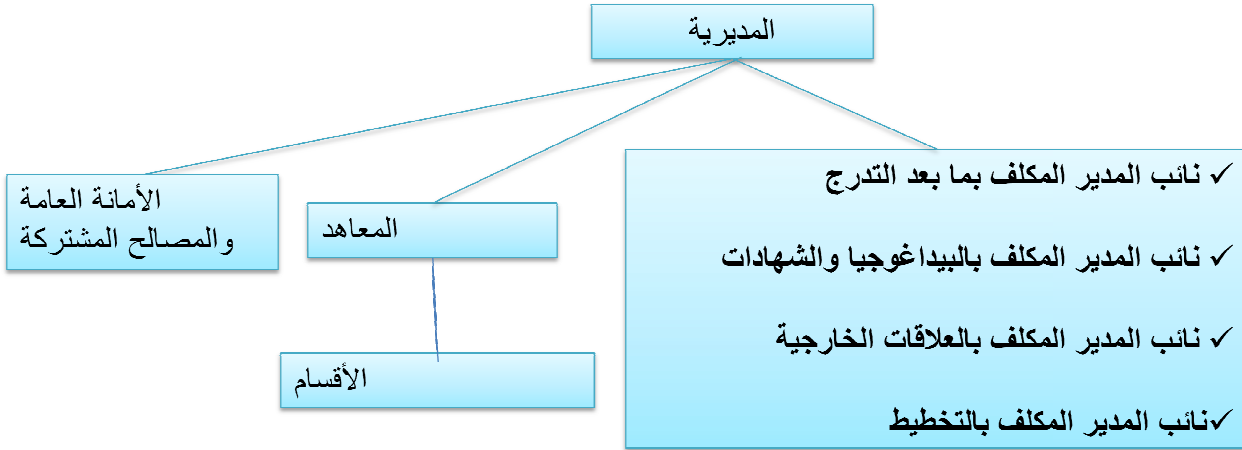 المديرية
نائب المدير المكلف بما بعد التدرج
نائب المدير المكلف بالبيداغوجيا والشهادات
نائب المدير المكلف بالعلاقات الخارجية
نائب المدير المكلف بالتخطيط
المعاهد
الأقسام
الأمانة العامة
والمصالح المشتركة